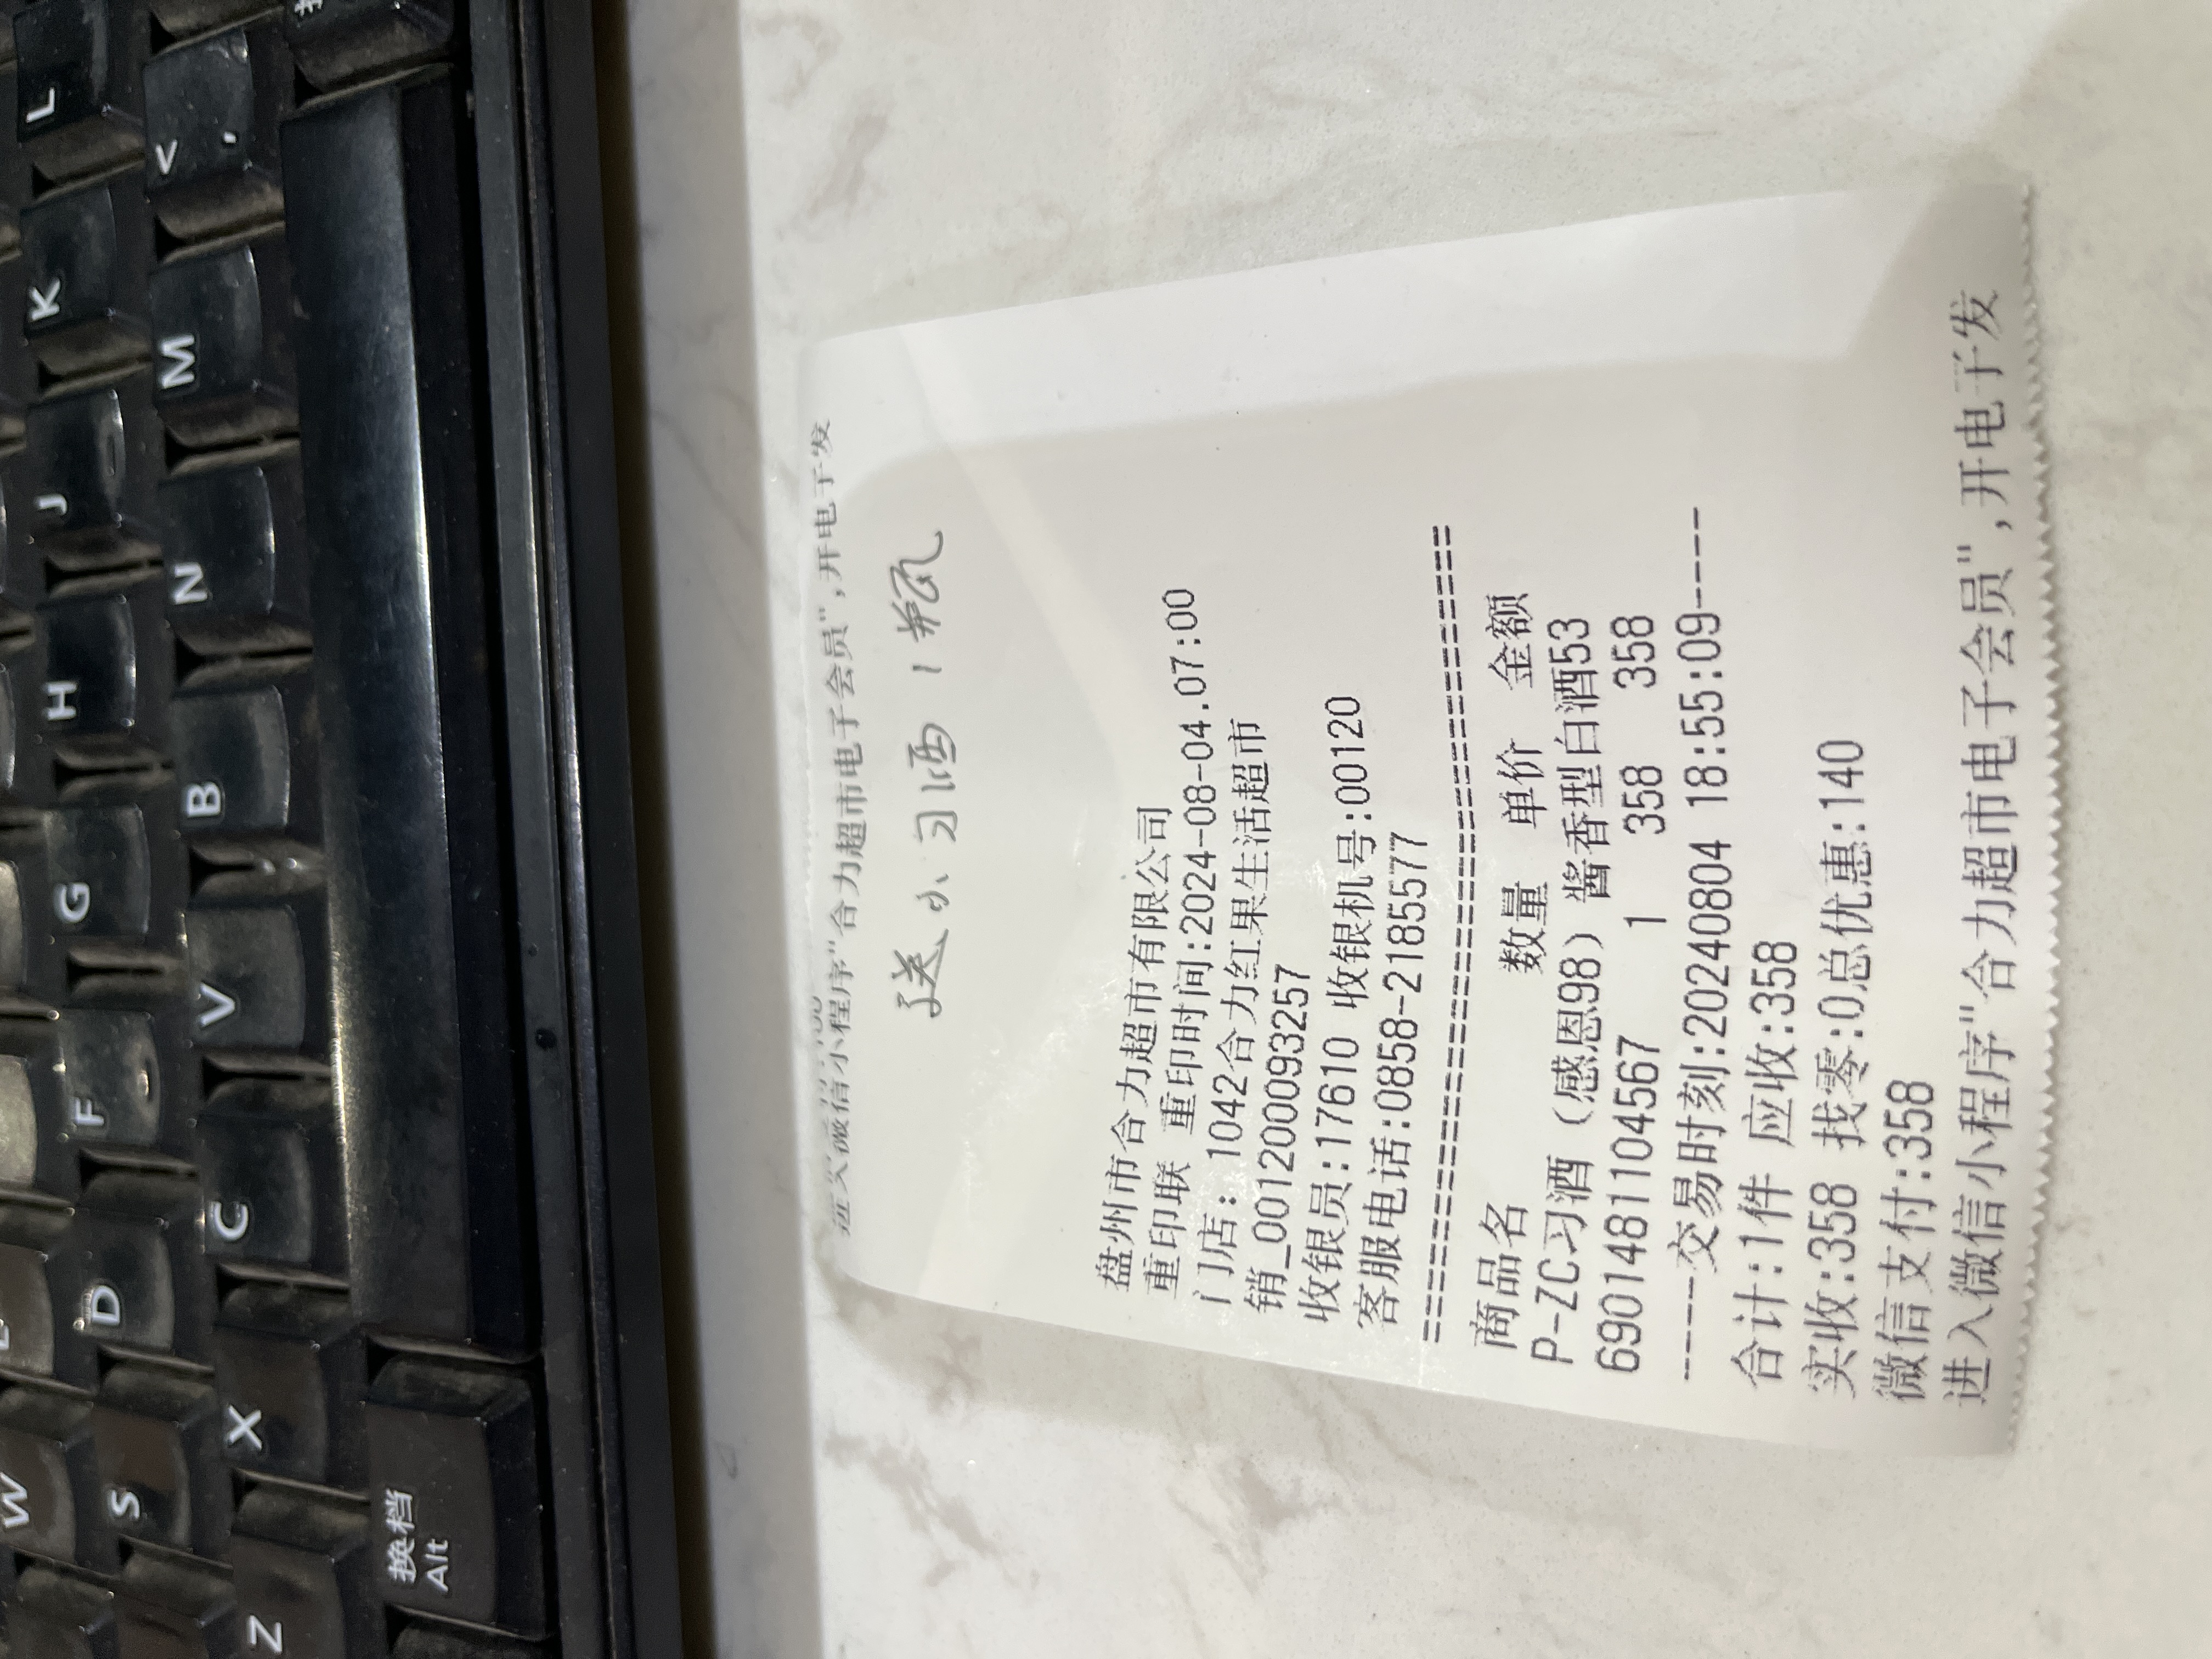 进入微信小程序"合力超市电子会员",开电子发
送小习酒1瓶
盘州市合力超市有限公司
重印联 重印时间:2024-08-04.07:00
门店: 1042合力红果生活超市
销_00120000093257
收银员:17610 收银机号:00120
客服电话:0858-2185577
商品名 数量 单价 金额
P-ZC习酒（感恩98）酱香型白酒53
6901481104567 1 358 358
-----交易时刻:20240804 18:55:09----
合计:1件 应收:358
实收:358 找零:0总优惠:140
微信支付:358
进入微信小程序"合力超市电子会员",开电子发
L
K
J
H
G
F
D
S
W
<
,
M
N
B
V
C
X
Z
换档
Alt